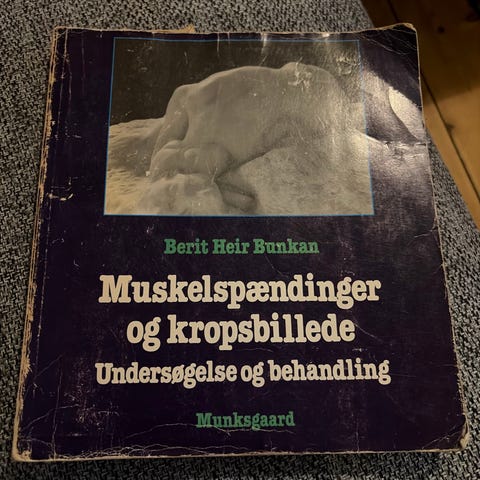 Berit Heir Bunkan
Muskelspændinger
og kropsbillede
Undersøgelse og behandling
Munksgaard